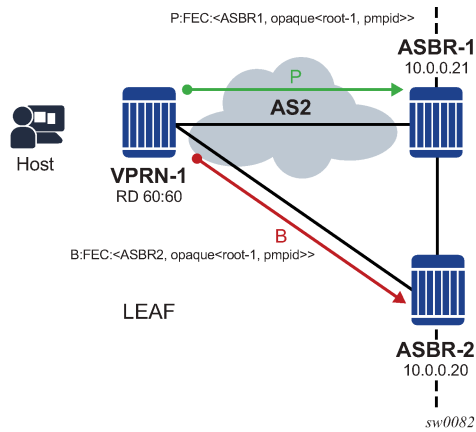 P:FEC:<ASBR1, opaque<root-1, pmpid>>
ASBR-1
10.0.0.21
P
AS2
Host
VPRN-1
RD 60:60
B
B:FEC:<ASBR2, opaque<root-1, pmpid>>
LEAF
ASBR-2
10.0.0.20
sw0082